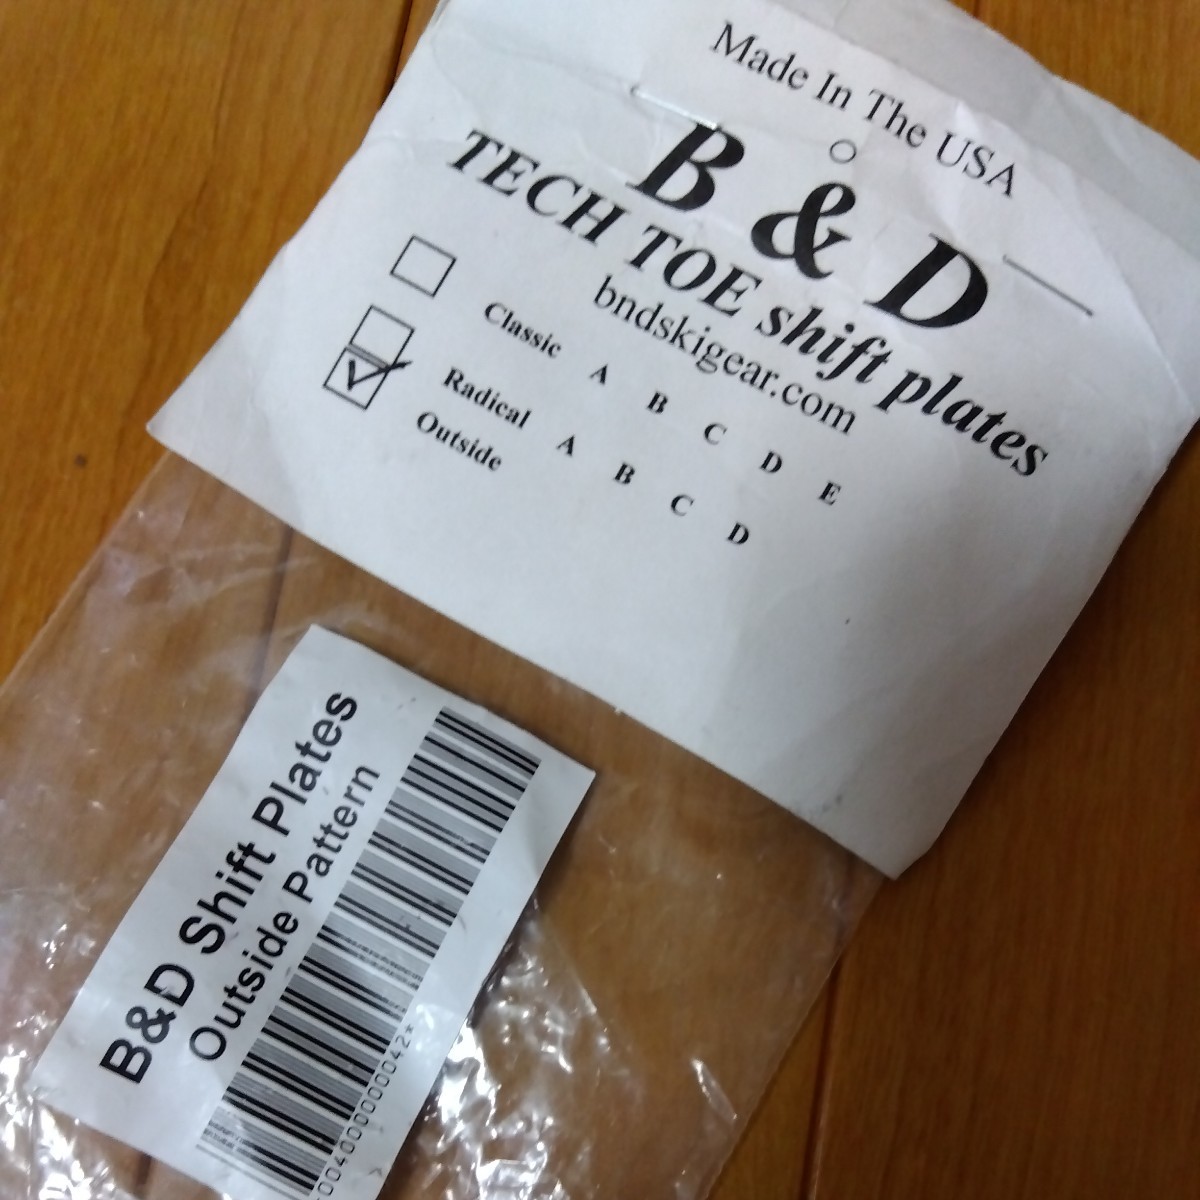 Made In The USA
B & D
TECH TOE shift plates
bndskigear.com
Classic A B C D E
Radical A B C D
Outside
B&D Shift Plates
Outside Pattern